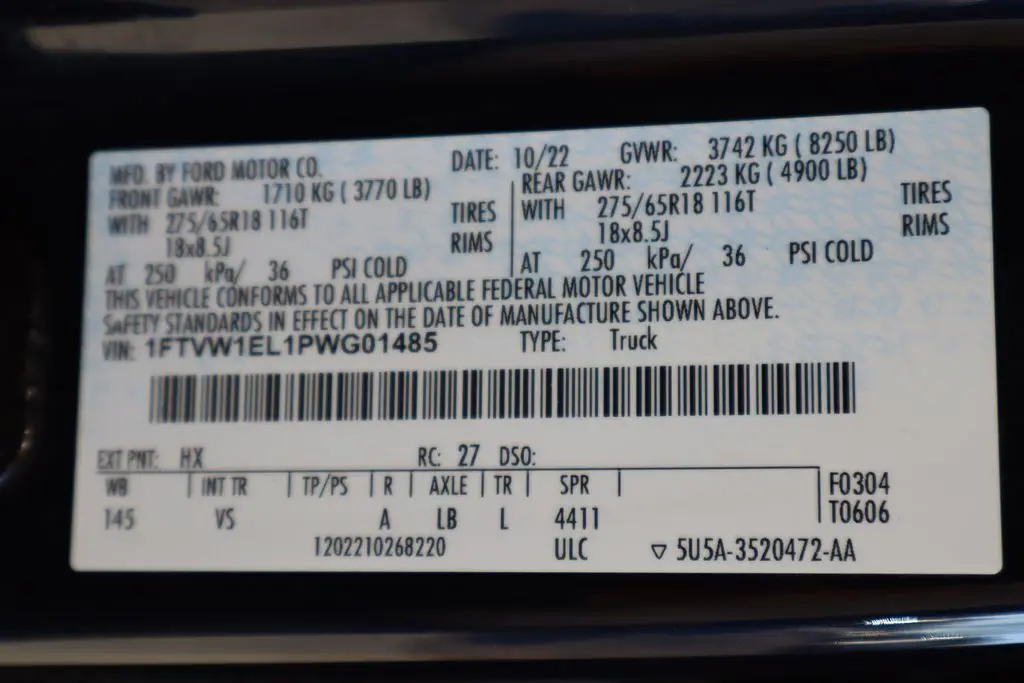 MFD. BY FORD MOTOR CO. DATE: 10/22 GVWR: 3742 KG ( 8250 LB)
FRONT GAWR: 1710 KG ( 3770 LB) REAR GAWR: 2223 KG ( 4900 LB)
WITH 275/65R18 116T TIRES WITH 275/65R18 116T TIRES
18x8.5J RIMS 18x8.5J RIMS
AT 250 kPa/ 36 PSI COLD AT 250 kPa/ 36 PSI COLD
THIS VEHICLE CONFORMS TO ALL APPLICABLE FEDERAL MOTOR VEHICLE
SaFETY STANDARDS IN EFFECT ON THE DATE OF MANUFACTURE SHOWN ABOVE.
VIN: 1FTVW1EL1PWG01485 TYPE: Truck
EXT PNT: HX RC: 27 DSO:
WB INT TR TP/PS R AXLE TR SPR F0304
145 VS A LB L 4411 T0606
1202210268220 ULC ▽ 5U5A-3520472-AA